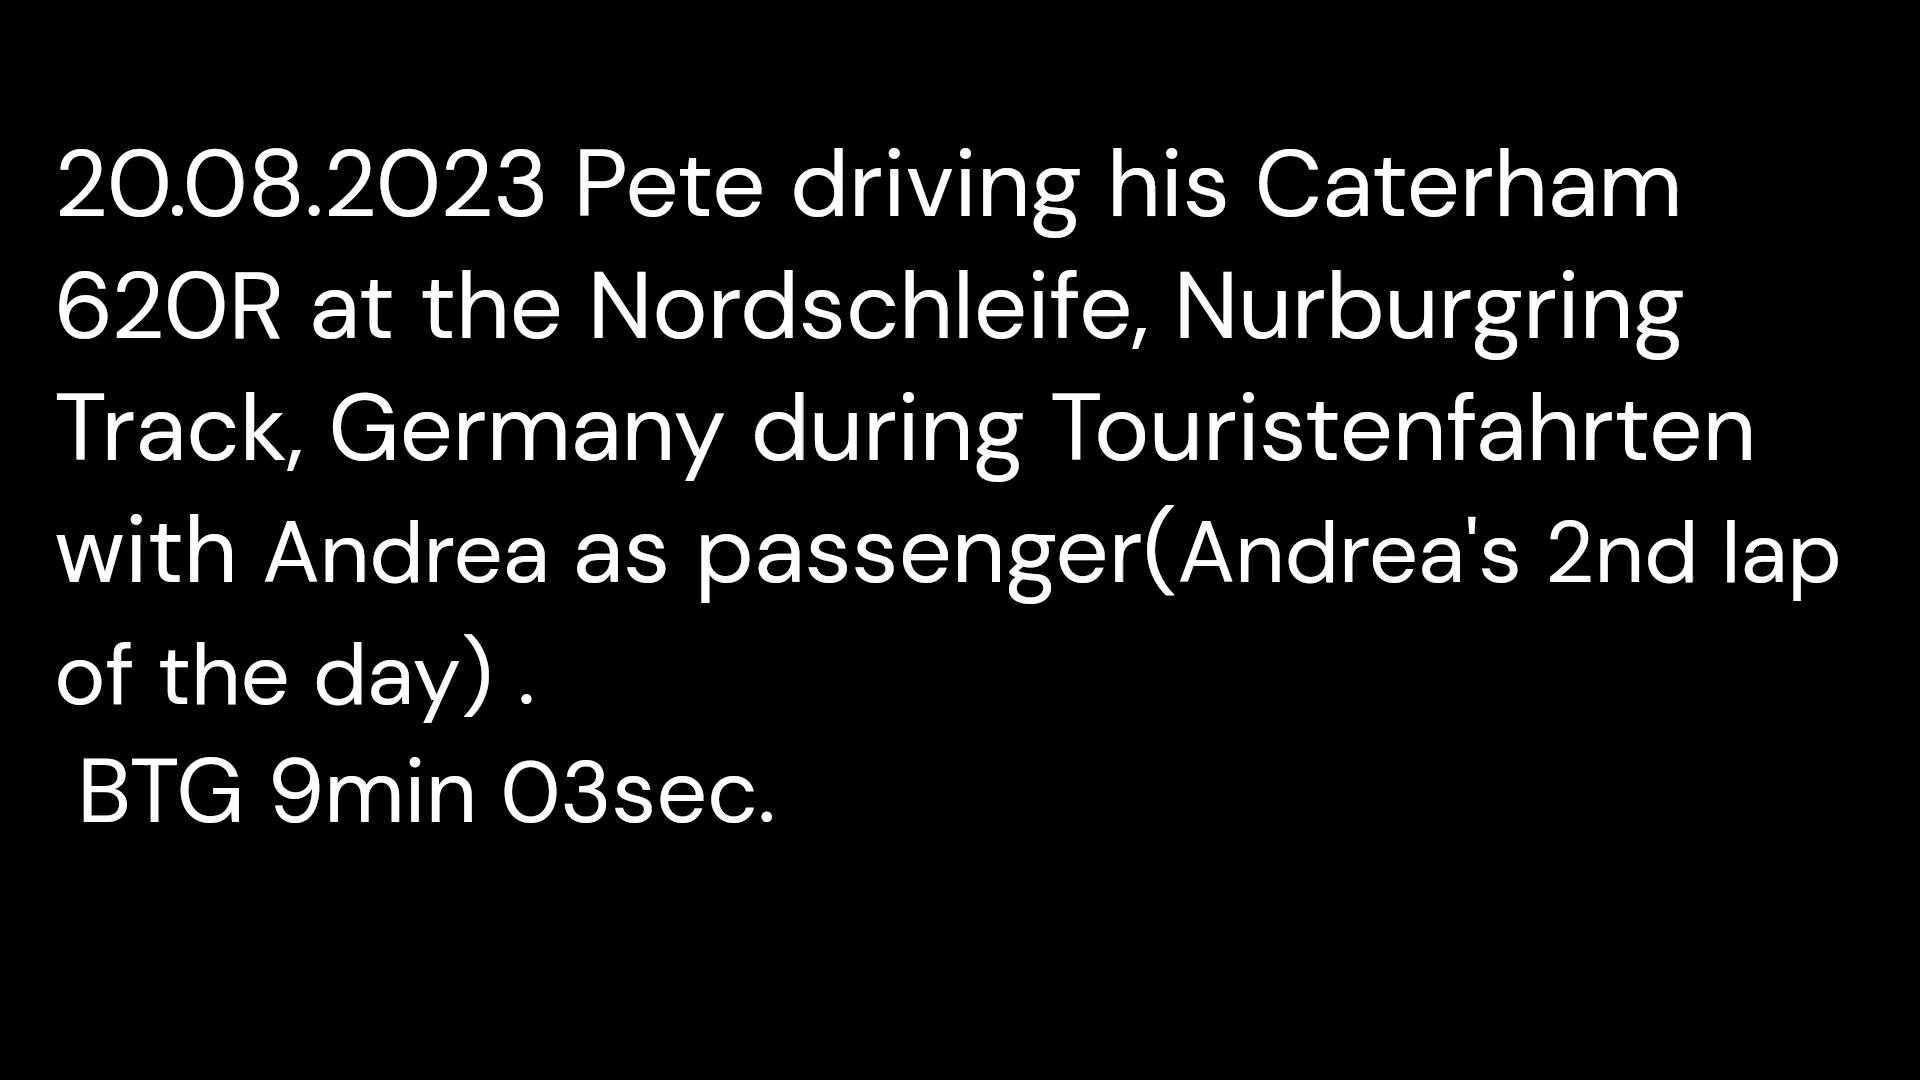 20.08.2023 Pete driving his Caterham
620R at the Nordschleife, Nurburgring
Track, Germany during Touristenfahrten
with Andrea as passenger(Andrea's 2nd lap
of the day) .
BTG 9min 03sec.